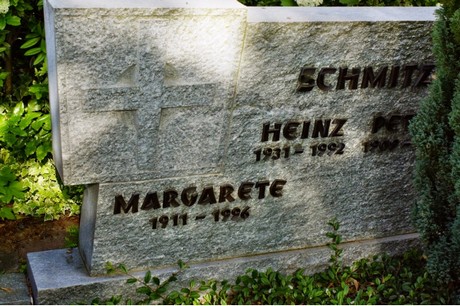 SCHMITZ
HEINZ
1931 - 1992
MARGARETE
1911 - 1996